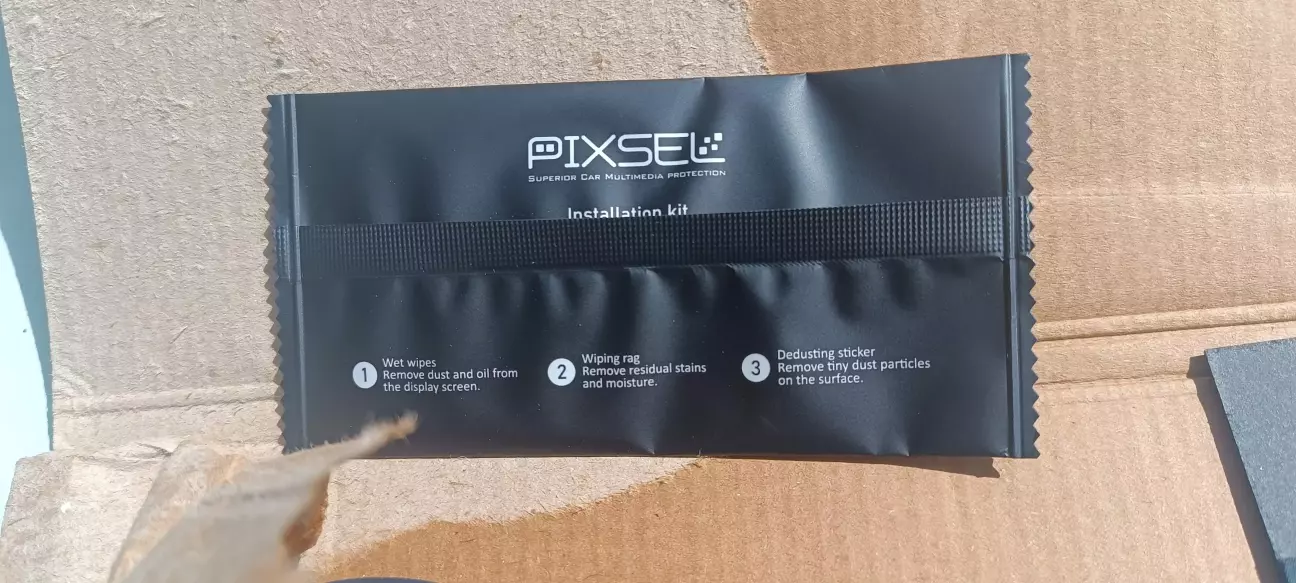 PIXSEL
SUPERIOR CAR MULTIMEDIA PROTECTION
Installation kit
1
Wet wipes
Remove dust and oil from
the display screen.
2
Wiping rag
Remove residual stains
and moisture.
3
Dedusting sticker
Remove tiny dust particles
on the surface.